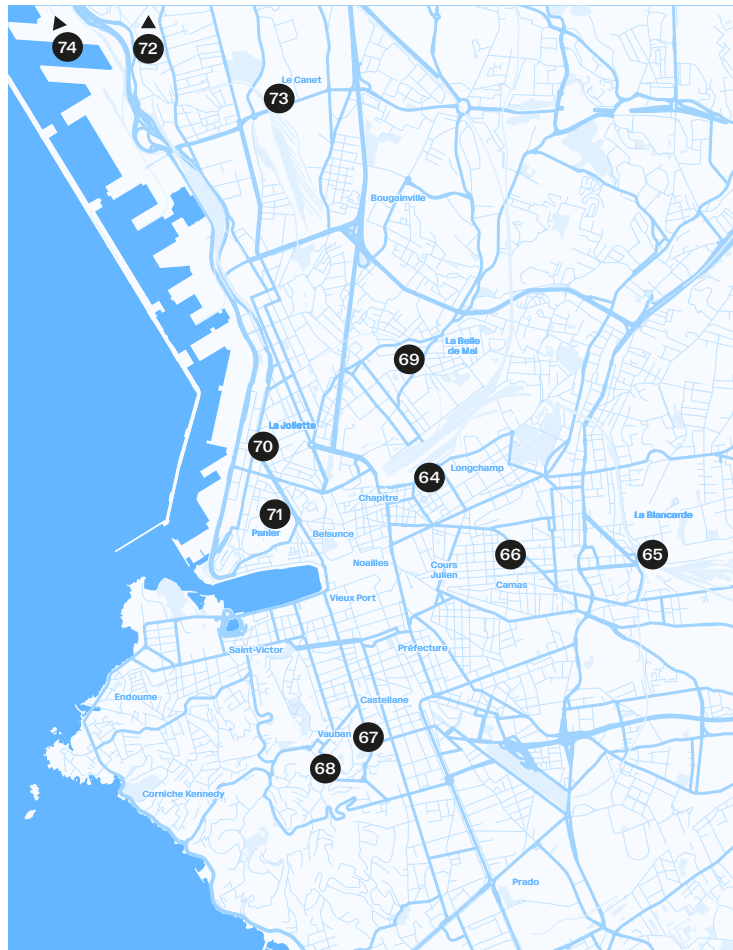 74
72
Le Canet
73
Bougainville
La Belle
de Mai
69
La Joliette
70
Longchamp
64
Chapitre
71
La Blancarde
Panier
Belsunce
66
65
Noailles
Cours
Julien
Camas
Vieux Port
Saint-Victor
Préfecture
Endoume
Castellane
Vauban
67
68
Corniche Kennedy
Prado